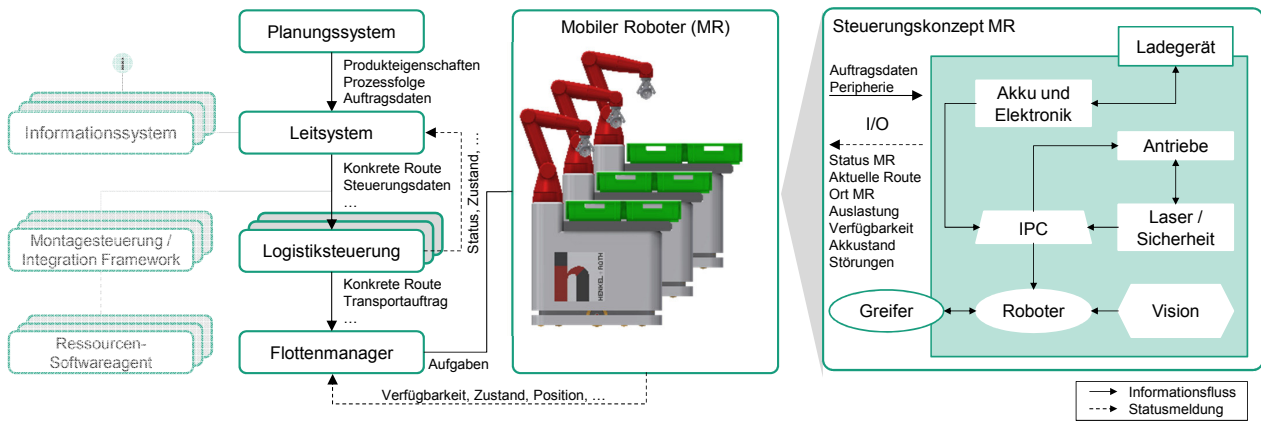 Planungssystem
Produkteigenschaften
Prozessfolge
Auftragsdaten
Informationssystem
Leitsystem
Konkrete Route
Steuerungsdaten
…
Status, Zustand, …
Montagesteuerung /
Integration Framework
Logistiksteuerung
Konkrete Route
Transportauftrag
…
Ressourcen-
Softwareagent
Flottenmanager
Aufgaben
Verfügbarkeit, Zustand, Position, …
Mobiler Roboter (MR)
HENKEL + ROTH
Steuerungskonzept MR
Auftragsdaten
Peripherie
I/O
Status MR
Aktuelle Route
Ort MR
Auslastung
Verfügbarkeit
Akkustand
Störungen
Ladegerät
Akku und
Elektronik
Antriebe
IPC
Laser /
Sicherheit
Greifer
Roboter
Vision
Informationsfluss
Statusmeldung